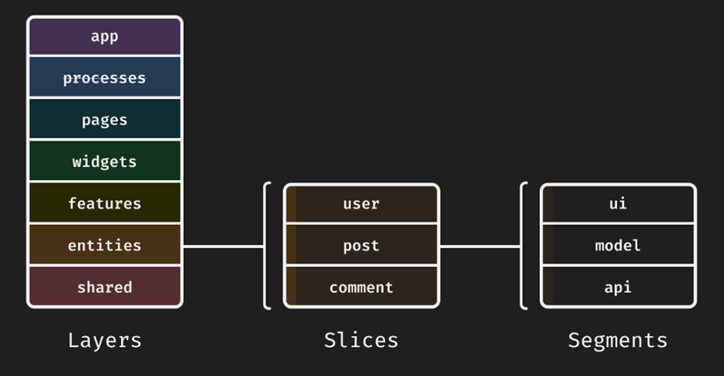 app
processes
pages
widgets
features
entities
shared
Layers
user
post
comment
Slices
ui
model
api
Segments